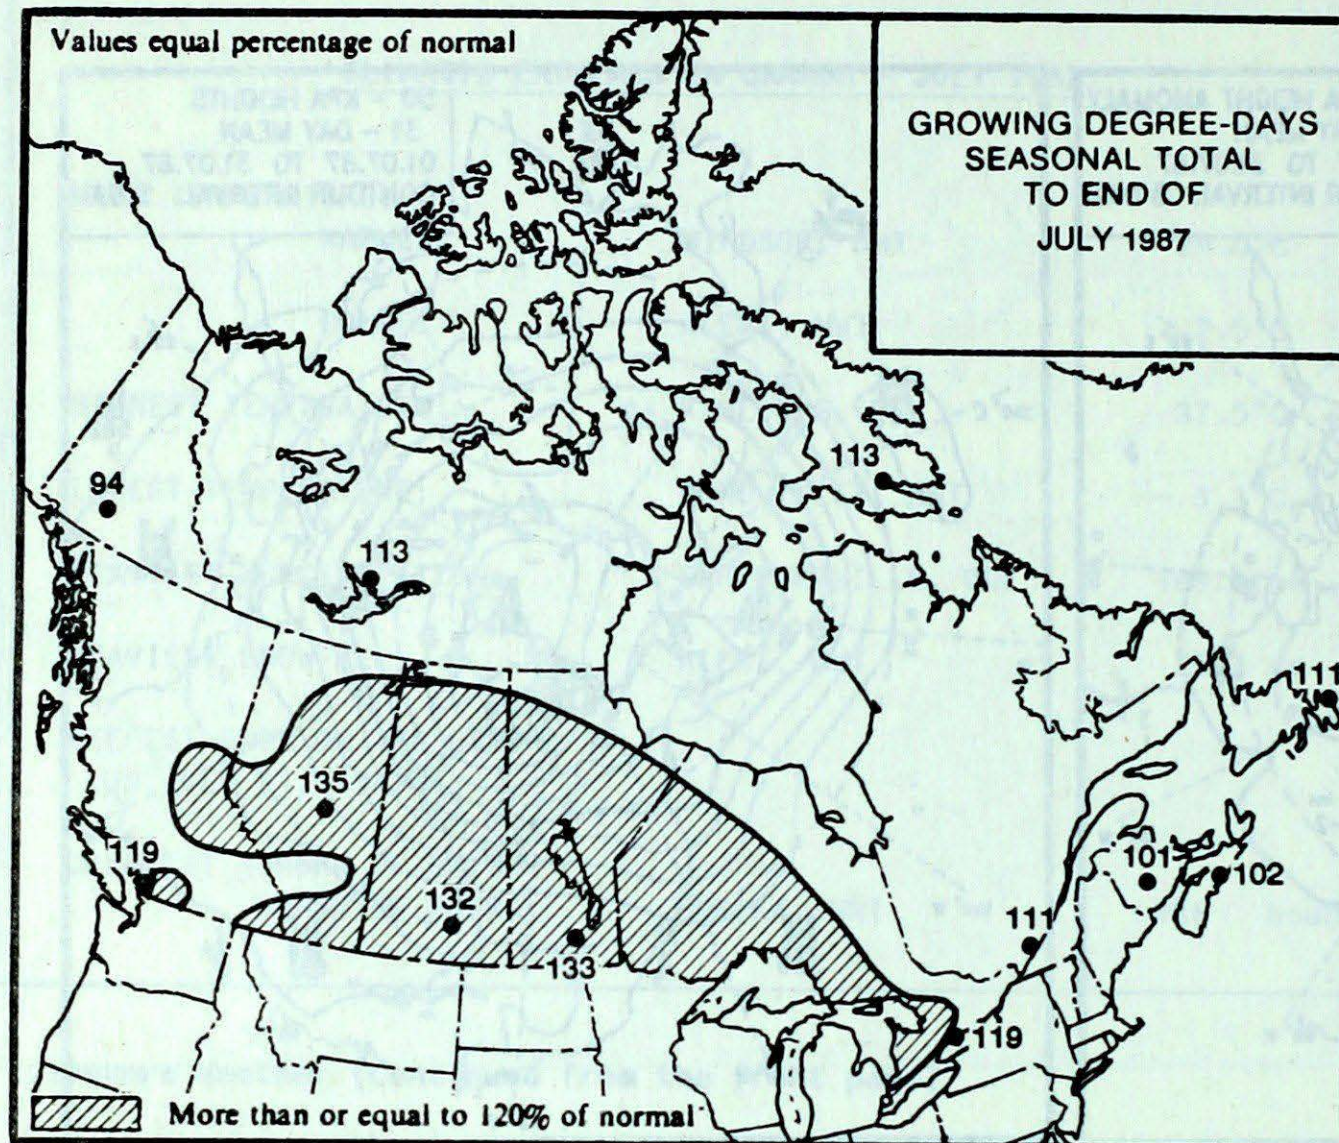 Values equal percentage of normal
GROWING DEGREE-DAYS
SEASONAL TOTAL
TO END OF
JULY 1987
94
113
113
111
135
119
132
133
101
102
111
119
More than or equal to 120% of normal